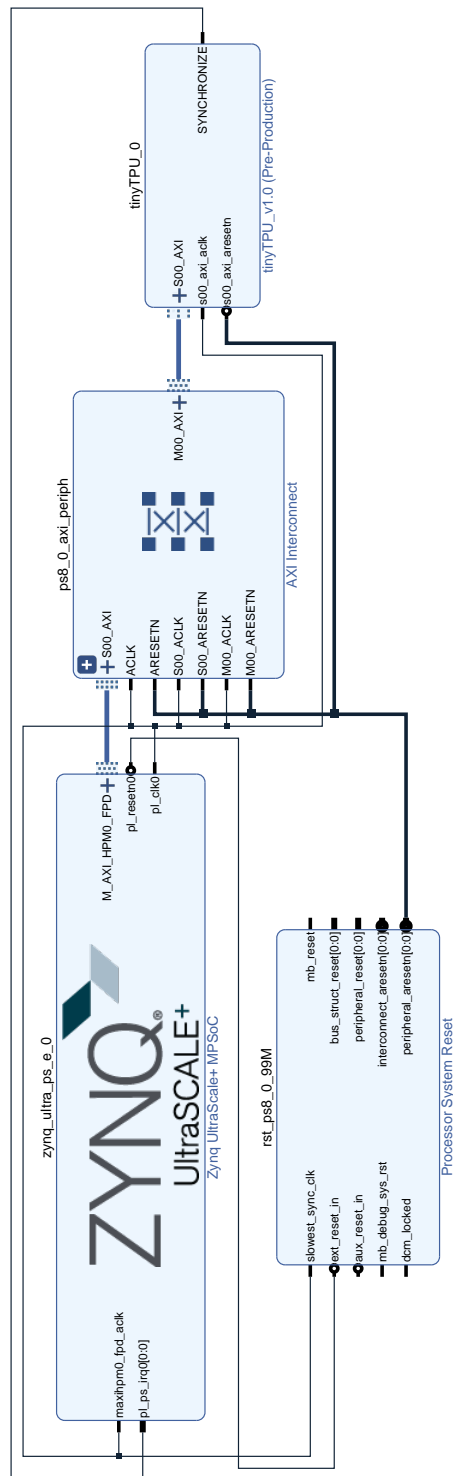 zynq_ultra_ps_e_0
maxihpm0_fpd_aclk
pl_ps_irq0[0:0]
ZYNQ®
UltraSCALE+
M_AXI_HPM0_FPD
pl_resetn0
pl_clk0
Zynq UltraScale+ MPSoC
rst_ps8_0_99M
slowest_sync_clk
ext_reset_in
aux_reset_in
mb_debug_sys_rst
dcm_locked
mb_reset
bus_struct_reset[0:0]
peripheral_reset[0:0]
interconnect_aresetn[0:0]
peripheral_aresetn[0:0]
Processor System Reset
ps8_0_axi_periph
S00_AXI
ACLK
ARESETN
S00_ACLK
S00_ARESETN
M00_ACLK
M00_ARESETN
M00_AXI
AXI Interconnect
tinyTPU_0
S00_AXI
s00_axi_aclk
s00_axi_aresetn
SYNCHRONIZE
tinyTPU_v1.0 (Pre-Production)